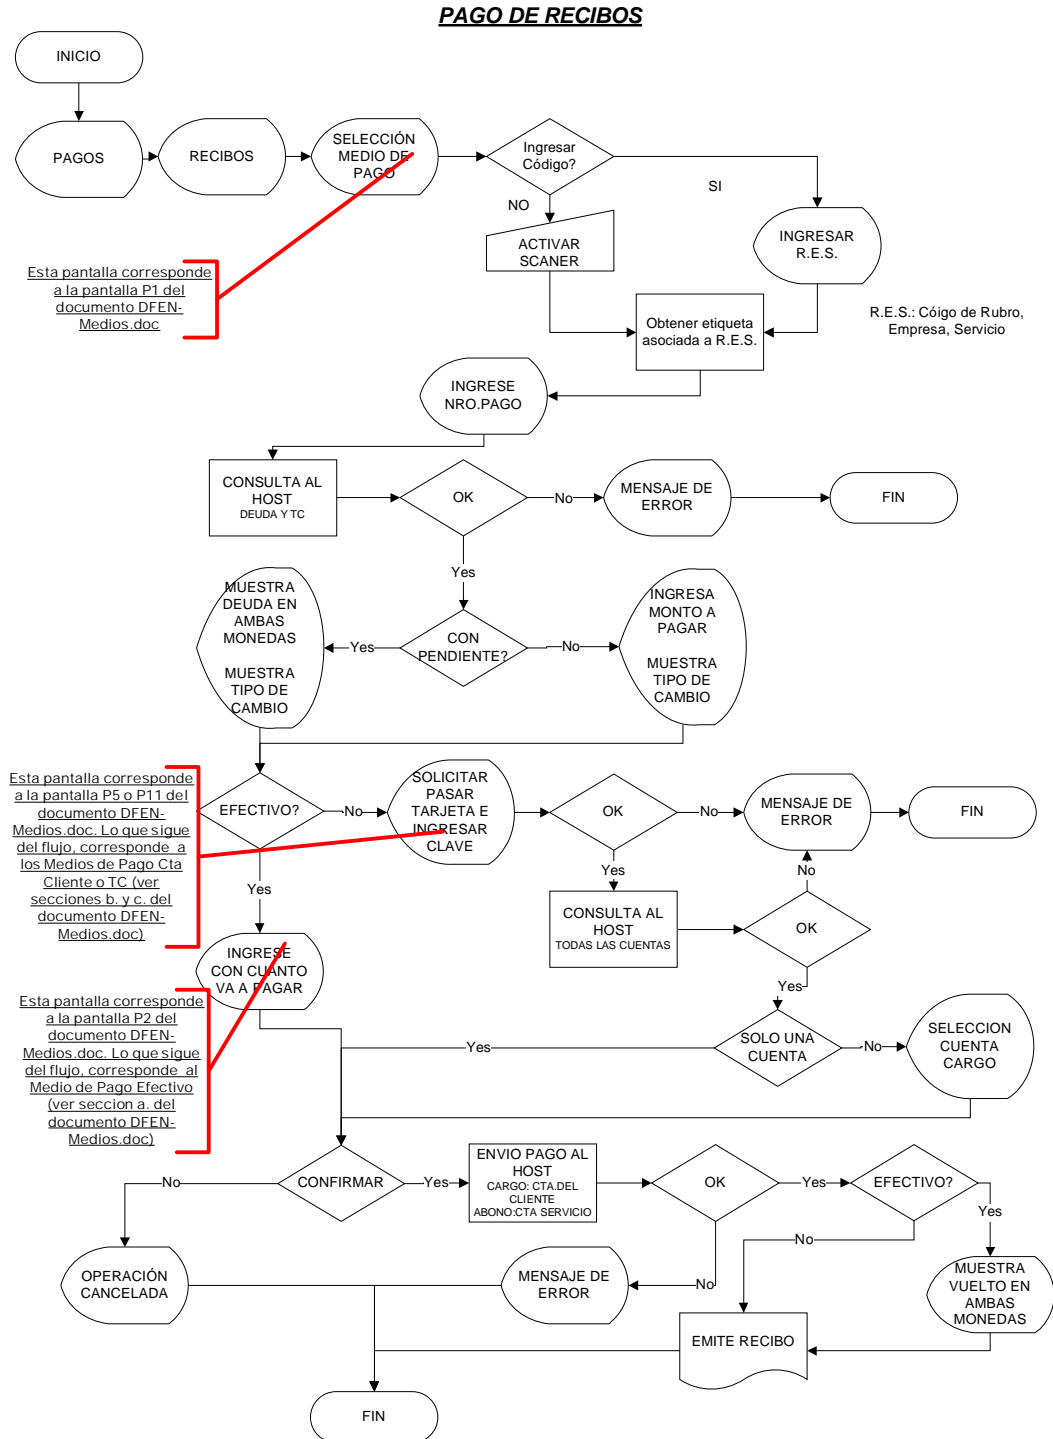 PAGO DE RECIBOS
INICIO
PAGOS
RECIBOS
SELECCIÓN
MEDIO DE
PAGO
Ingresar
Código?
SI
NO
ACTIVAR
SCANER
INGRESAR
R.E.S.
Esta pantalla corresponde
a la pantalla P1 del
documento DFEN-
Medios.doc
Obtener etiqueta
asociada a R.E.S.
R.E.S.: Cóigo de Rubro,
Empresa, Servicio
INGRESE
NRO.PAGO
CONSULTA AL
HOST
DEUDA Y TC
OK
No
MENSAJE DE
ERROR
FIN
Yes
MUESTRA
DEUDA EN
AMBAS
MONEDAS
MUESTRA
TIPO DE
CAMBIO
Yes
CON
PENDIENTE?
No
INGRESA
MONTO A
PAGAR
MUESTRA
TIPO DE
CAMBIO
Esta pantalla corresponde
a la pantalla P5 o P11 del
documento DFEN-
Medios.doc. Lo que sigue
del flujo, corresponde a
los Medios de Pago Cta
Cliente o TC (ver
secciones b. y c. del
documento DFEN-
Medios.doc)
EFECTIVO?
No
SOLICITAR
PASAR
TARJETA E
INGRESAR
CLAVE
OK
No
MENSAJE DE
ERROR
FIN
Yes
Yes
No
CONSULTA AL
HOST
TODAS LAS CUENTAS
OK
INGRESE
CON CUANTO
VA A PAGAR
Yes
Esta pantalla corresponde
a la pantalla P2 del
documento DFEN-
Medios.doc. Lo que sigue
del flujo, corresponde al
Medio de Pago Efectivo
(ver seccion a. del
documento DFEN-
Medios.doc)
Yes
SOLO UNA
CUENTA
No
SELECCION
CUENTA
CARGO
No
CONFIRMAR
Yes
ENVIO PAGO AL
HOST
CARGO: CTA.DEL
CLIENTE
ABONO:CTA SERVICIO
OK
Yes
EFECTIVO?
Yes
No
OPERACIÓN
CANCELADA
MENSAJE DE
ERROR
No
MUESTRA
VUELTO EN
AMBAS
MONEDAS
EMITE RECIBO
FIN